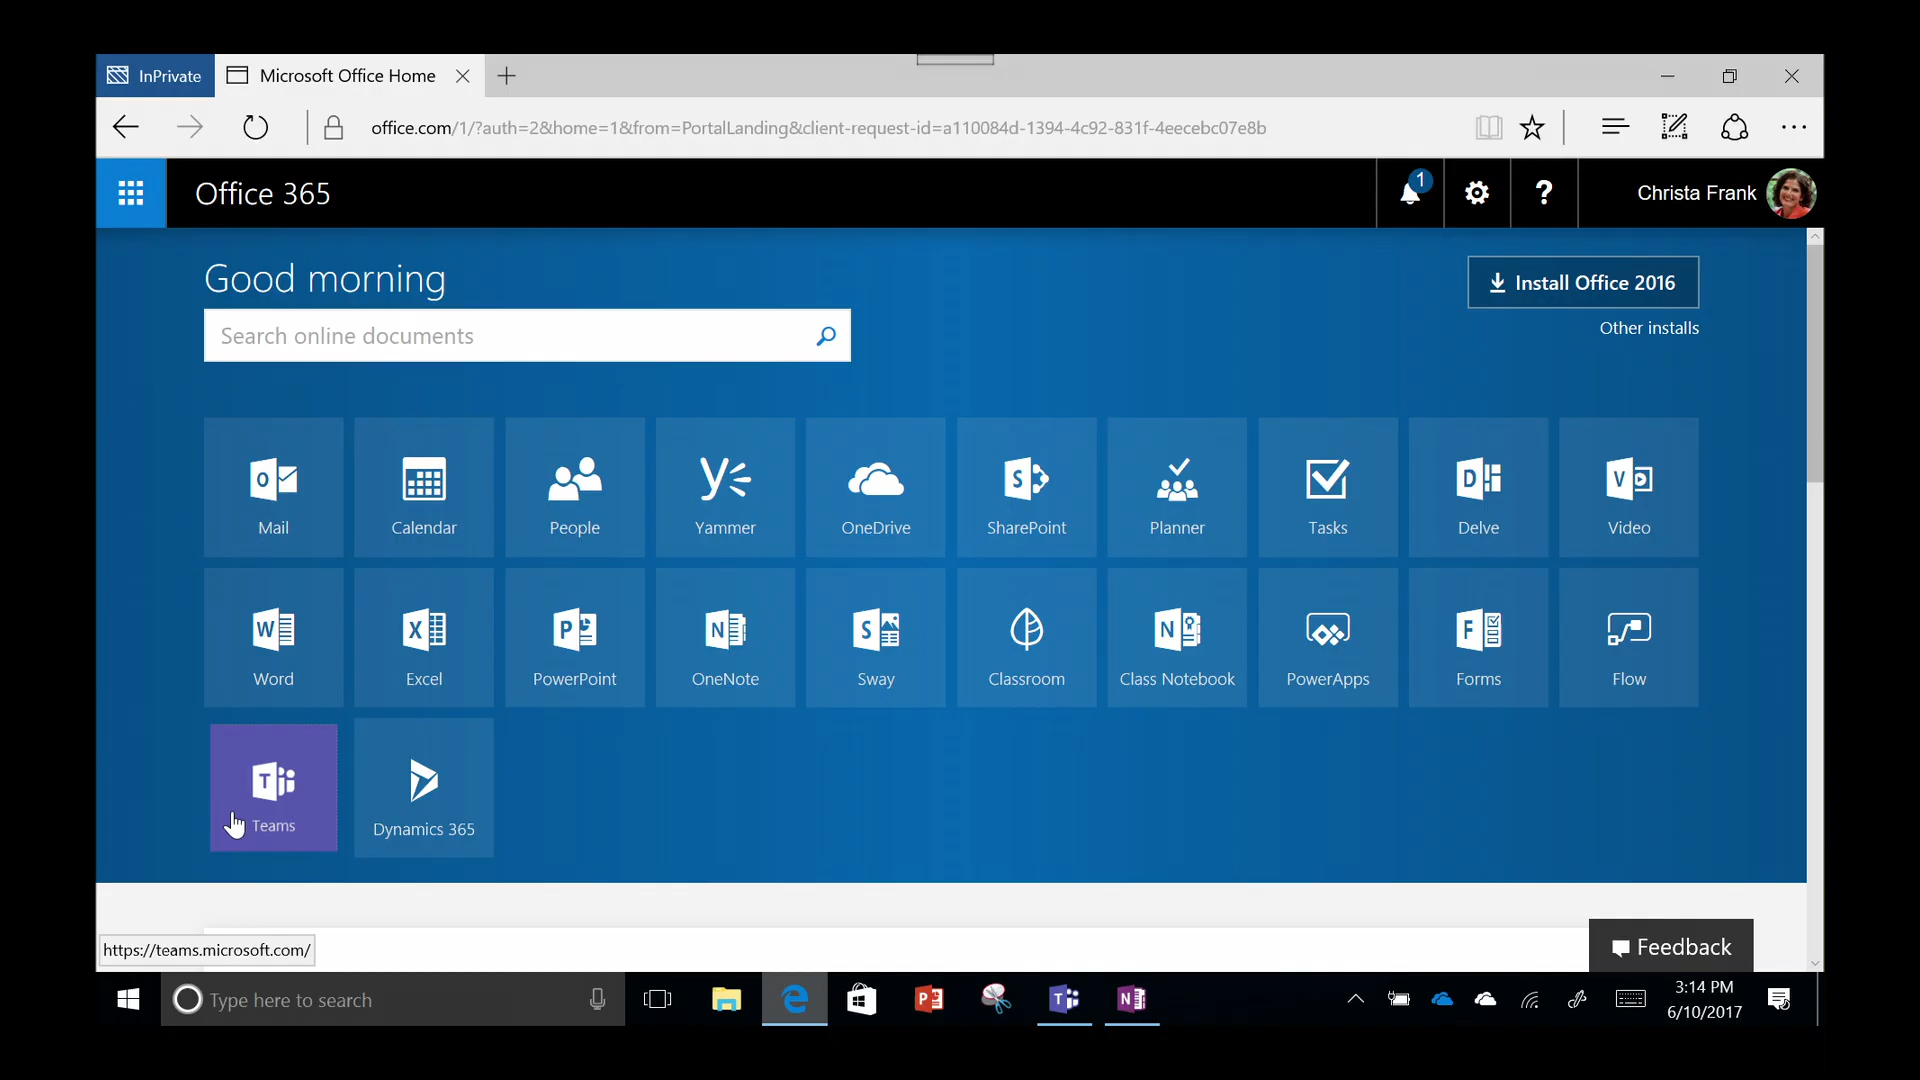 InPrivate
Microsoft Office Home
office.com/1/?auth=2&home=1&from=PortalLanding&client-request-id=a110084d-1394-4c92-831f-4eecebc07e8b
Office 365
1
?
Christa Frank
Good morning
Install Office 2016
Search online documents
Other installs
Mail
Calendar
People
Yammer
OneDrive
SharePoint
Planner
Tasks
Delve
Video
Word
Excel
PowerPoint
OneNote
Sway
Classroom
Class Notebook
PowerApps
Forms
Flow
Teams
Dynamics 365
https://teams.microsoft.com/
Feedback
Type here to search
3:14 PM
6/10/2017